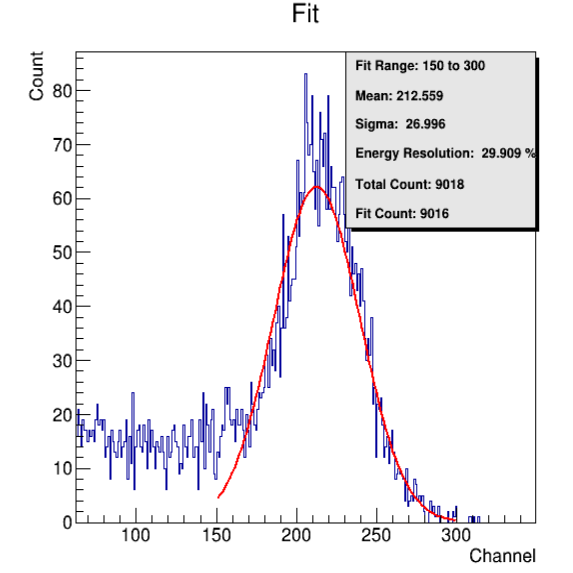 Fit
Count
Fit Range: 150 to 300
Mean: 212.559
Sigma: 26.996
Energy Resolution: 29.909 %
Total Count: 9018
Fit Count: 9016
80
70
60
50
40
30
20
10
0
100 150 200 250 300
Channel